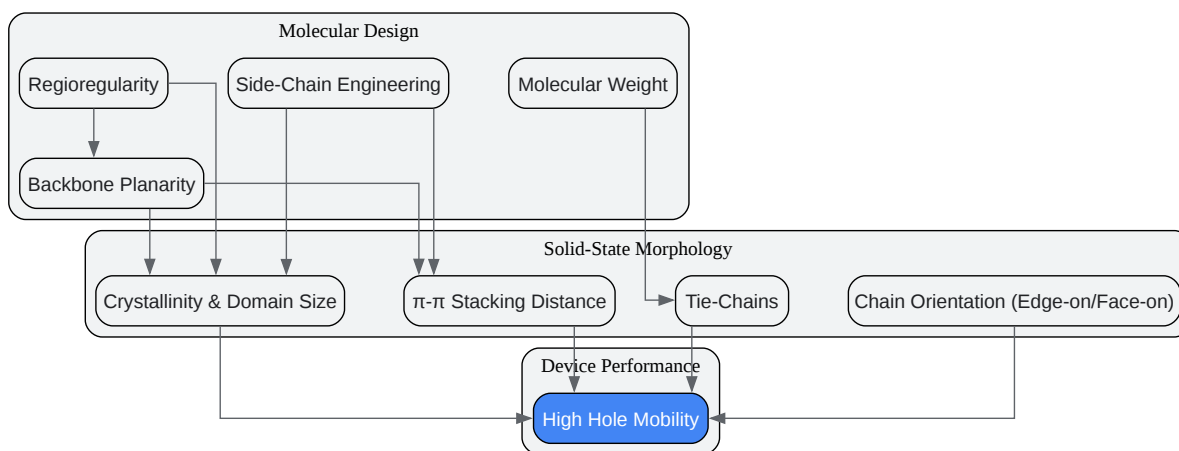 Molecular Design
Regioregularity
Side-Chain Engineering
Molecular Weight
Backbone Planarity
Solid-State Morphology
Crystallinity & Domain Size
π-π Stacking Distance
Tie-Chains
Chain Orientation (Edge-on/Face-on)
Device Performance
High Hole Mobility